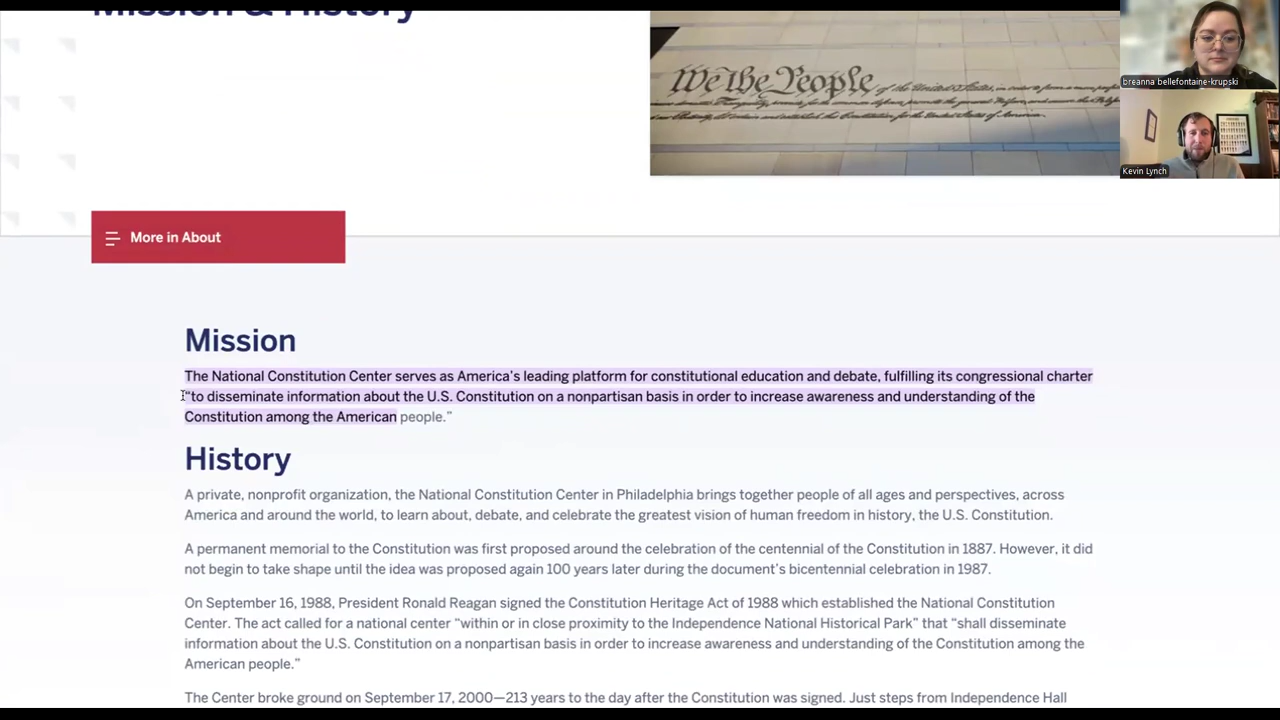 Mission & History
We the People of the United States,
breanna bellefontaine-krupski
Kevin Lynch
More in About
Mission
The National Constitution Center serves as America’s leading platform for constitutional education and debate, fulfilling its congressional charter
“to disseminate information about the U.S. Constitution on a nonpartisan basis in order to increase awareness and understanding of the
Constitution among the American people.”
History
A private, nonprofit organization, the National Constitution Center in Philadelphia brings together people of all ages and perspectives, across
America and around the world, to learn about, debate, and celebrate the greatest vision of human freedom in history, the U.S. Constitution.
A permanent memorial to the Constitution was first proposed around the celebration of the centennial of the Constitution in 1887. However, it did
not begin to take shape until the idea was proposed again 100 years later during the document’s bicentennial celebration in 1987.
On September 16, 1988, President Ronald Reagan signed the Constitution Heritage Act of 1988 which established the National Constitution
Center. The act called for a national center “within or in close proximity to the Independence National Historical Park” that “shall disseminate
information about the U.S. Constitution on a nonpartisan basis in order to increase awareness and understanding of the Constitution among the
American people.”
The Center broke ground on September 17, 2000—213 years to the day after the Constitution was signed. Just steps from Independence Hall